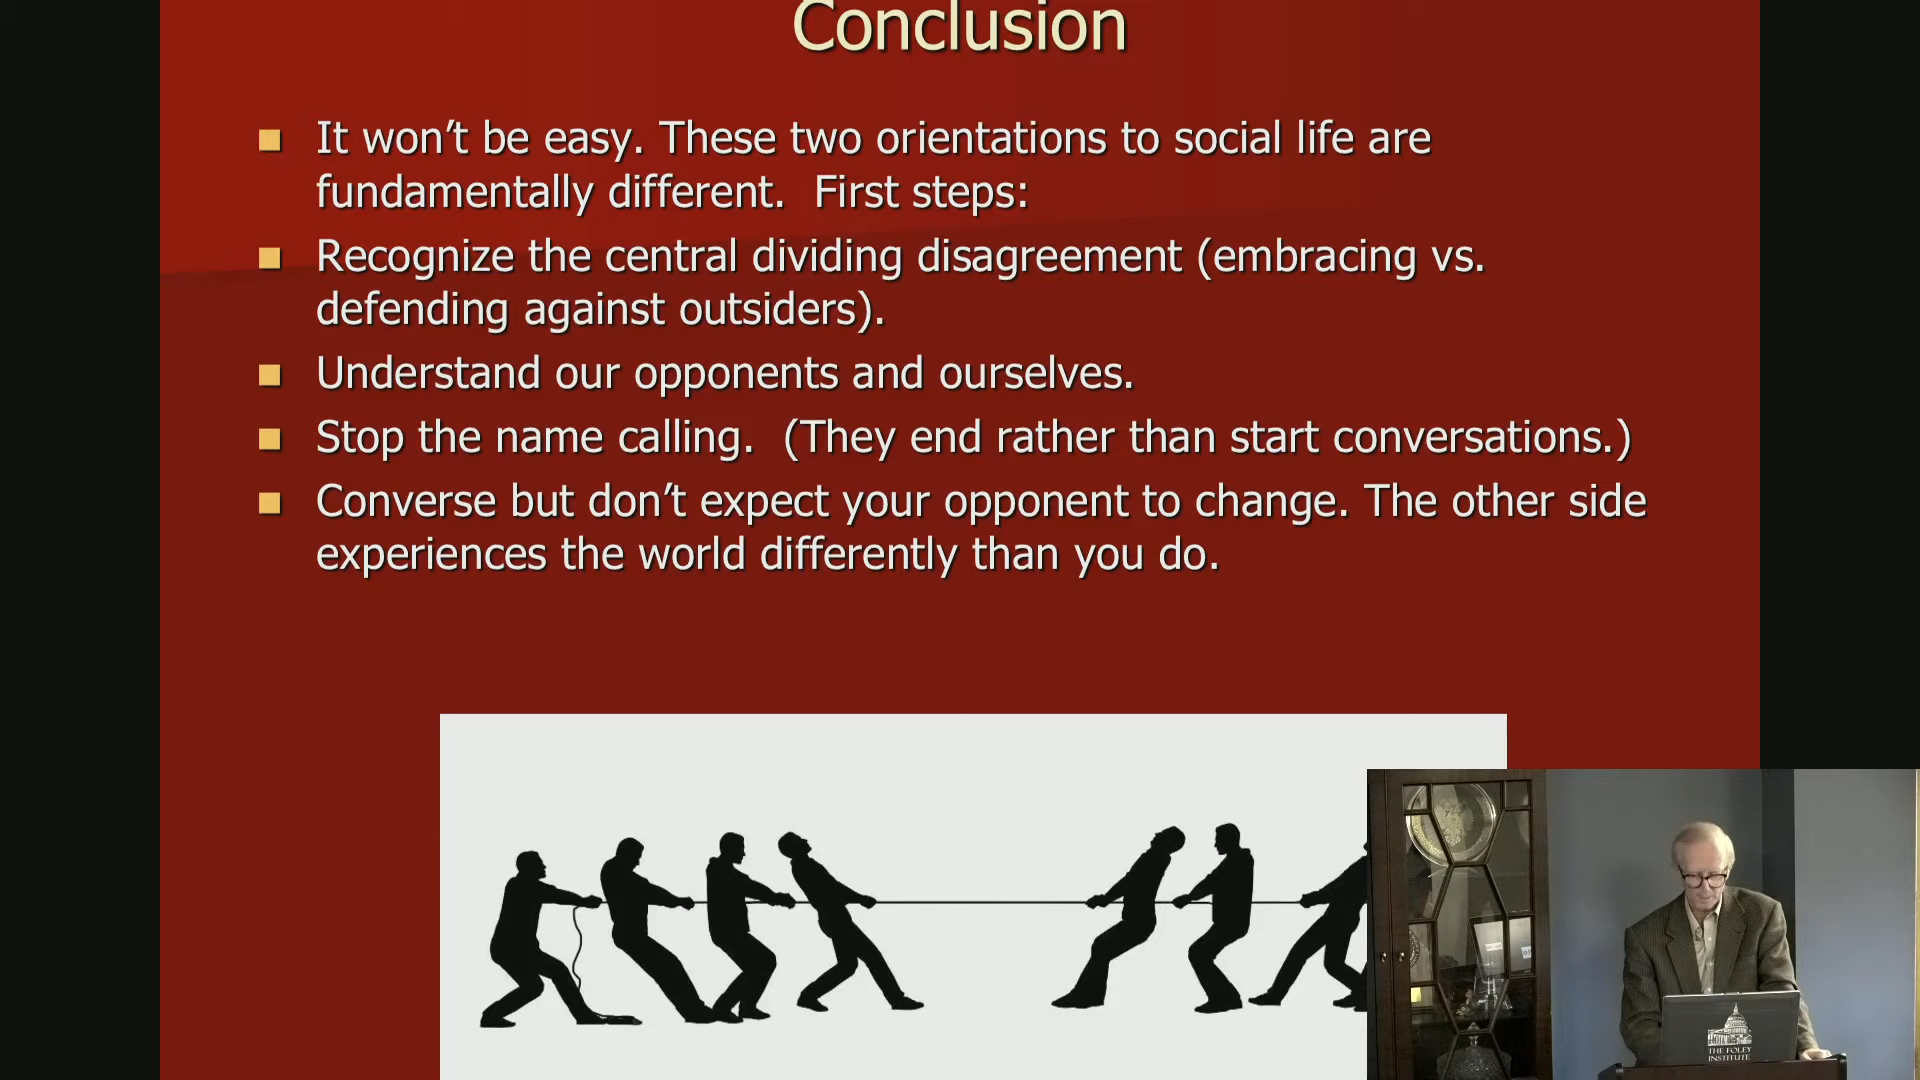 Conclusion
It won't be easy. These two orientations to social life are
fundamentally different.  First steps:
Recognize the central dividing disagreement (embracing vs.
defending against outsiders).
Understand our opponents and ourselves.
Stop the name calling.  (They end rather than start conversations.)
Converse but don't expect your opponent to change. The other side
experiences the world differently than you do.
THE FOLEY
INSTITUTE